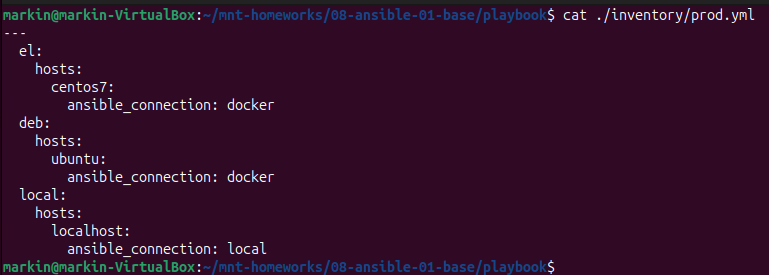 markin@markin-VirtualBox:~/mnt-homeworks/08-ansible-01-base/playbook$ cat ./inventory/prod.yml
---
  el:
    hosts:
      centos7:
        ansible_connection: docker
  deb:
    hosts:
      ubuntu:
        ansible_connection: docker
  local:
    hosts:
      localhost:
        ansible_connection: local
markin@markin-VirtualBox:~/mnt-homeworks/08-ansible-01-base/playbook$